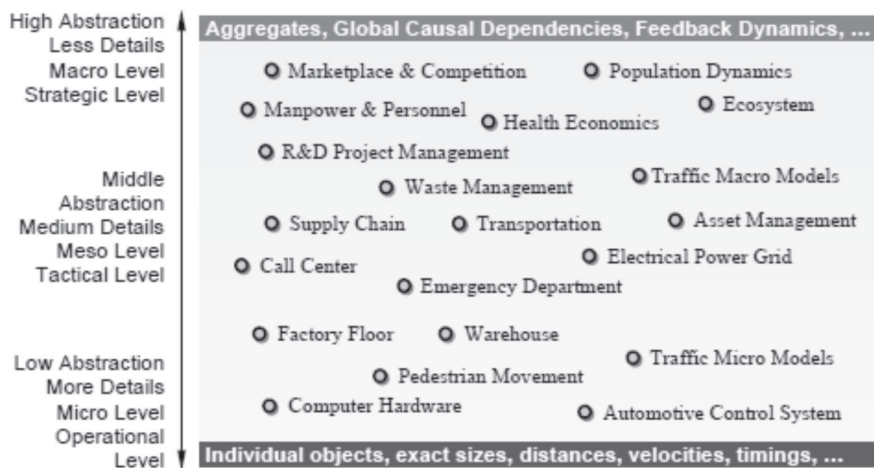 High Abstraction
Less Details
Macro Level
Strategic Level
Middle
Abstraction
Medium Details
Meso Level
Tactical Level
Low Abstraction
More Details
Micro Level
Operational
Level
Aggregates, Global Causal Dependencies, Feedback Dynamics, ...
Marketplace & Competition
Population Dynamics
Manpower & Personnel
Ecosystem
Health Economics
R&D Project Management
Traffic Macro Models
Waste Management
Supply Chain
Transportation
Asset Management
Call Center
Electrical Power Grid
Emergency Department
Factory Floor
Warehouse
Traffic Micro Models
Pedestrian Movement
Computer Hardware
Automotive Control System
Individual objects, exact sizes, distances, velocities, timings, ...